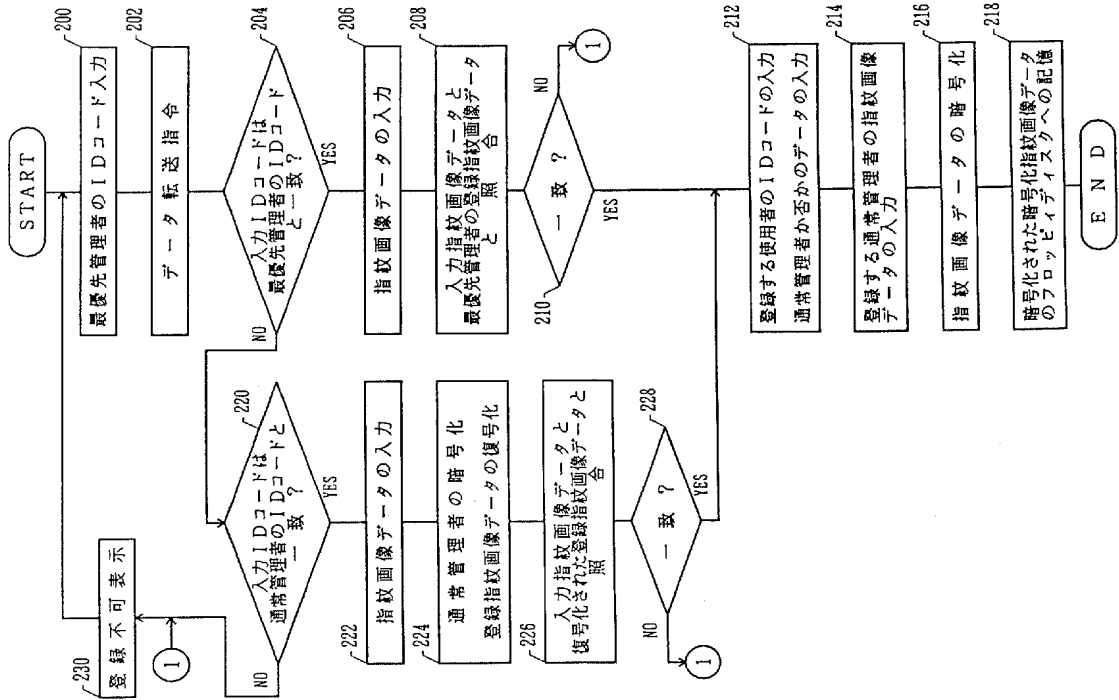 START
200
最優先管理者のIDコード入力
202
データ転送指令
204
入力IDコードは
最優先管理者のIDコード
と一致？
YES
NO
206
指紋画像データの入力
208
入力指紋画像データと
最優先管理者の登録指紋画像データ
と照合
210
一致？
NO
1
YES
212
登録する使用者のIDコードの入力
通常管理者か否かのデータの入力
214
登録する通常管理者の指紋画像
データの入力
216
指紋画像データの暗号化
218
暗号化された暗号化指紋画像データ
のフロッピィディスクへの記憶
END
220
入力IDコードは
通常管理者のIDコードと
一致？
YES
NO
222
指紋画像データの入力
224
通常管理者の暗号化
登録指紋画像データの復号化
226
入力指紋画像データと
復号化された登録指紋画像データと
照合
228
一致？
YES
NO
1
230
登録不可表示
1